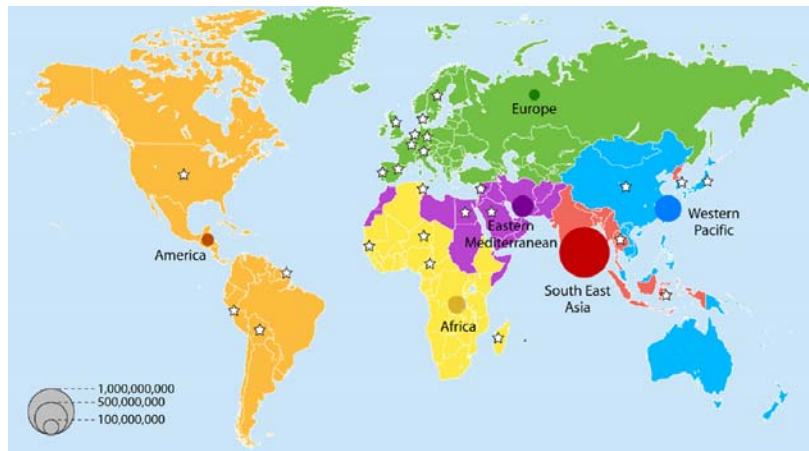 Europe
Western
Pacific
Eastern
Mediterranean
America
South East
Asia
Africa
1,000,000,000
500,000,000
100,000,000